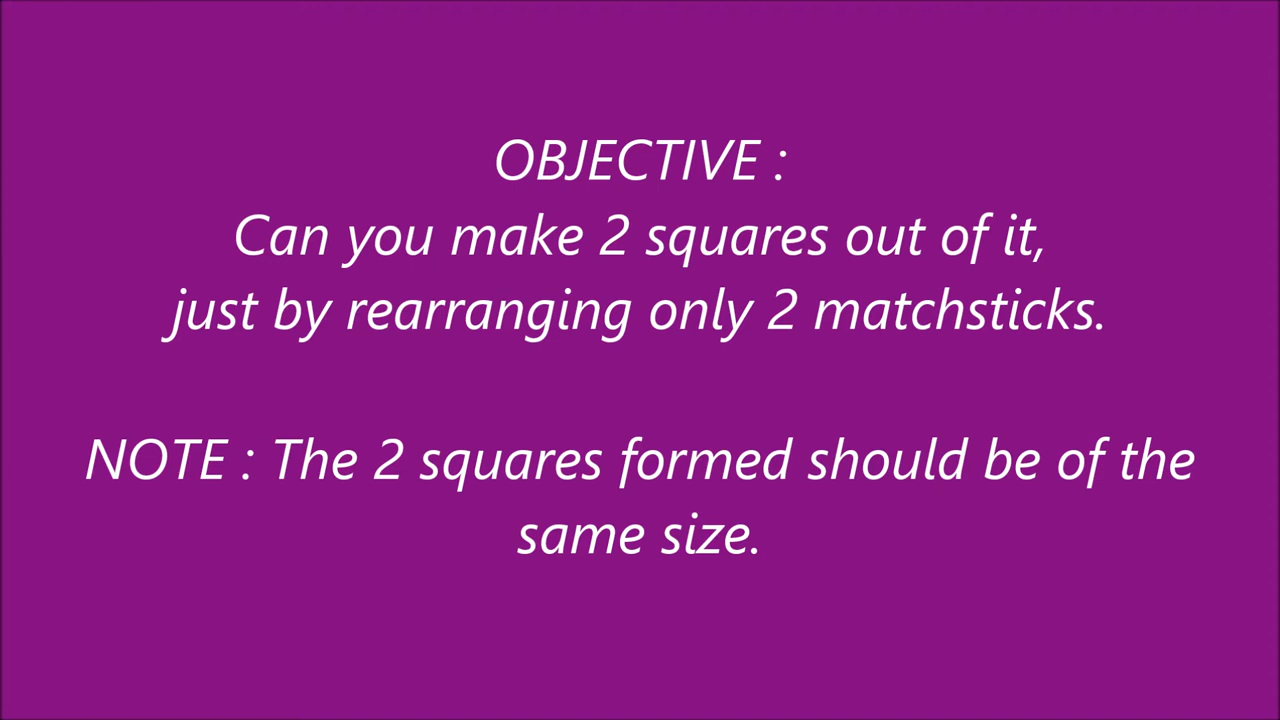 OBJECTIVE :
Can you make 2 squares out of it,
just by rearranging only 2 matchsticks.
NOTE : The 2 squares formed should be of the
same size.